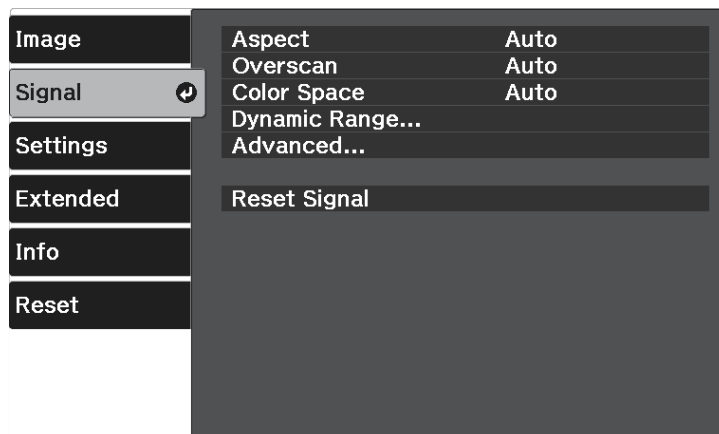 Image
Signal
Settings
Extended
Info
Reset
Aspect Auto
Overscan Auto
Color Space Auto
Dynamic Range...
Advanced...
Reset Signal